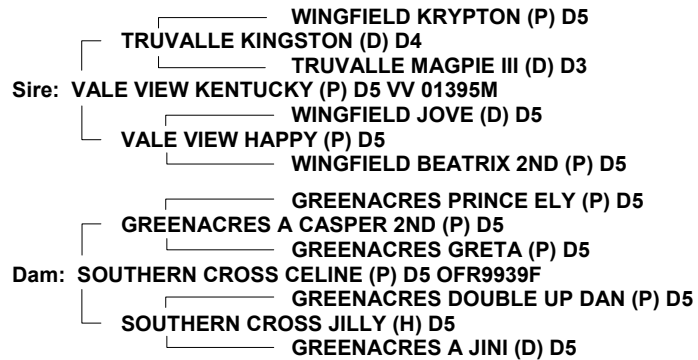 WINGFIELD KRYPTON (P) D5
TRUVALLE KINGSTON (D) D4
TRUVALLE MAGPIE III (D) D3
Sire: VALE VIEW KENTUCKY (P) D5 VV 01395M
WINGFIELD JOVE (D) D5
VALE VIEW HAPPY (P) D5
WINGFIELD BEATRIX 2ND (P) D5
GREENACRES PRINCE ELY (P) D5
GREENACRES A CASPER 2ND (P) D5
GREENACRES GRETA (P) D5
Dam: SOUTHERN CROSS CELINE (P) D5 OFR9939F
GREENACRES DOUBLE UP DAN (P) D5
SOUTHERN CROSS JILLY (H) D5
GREENACRES A JINI (D) D5